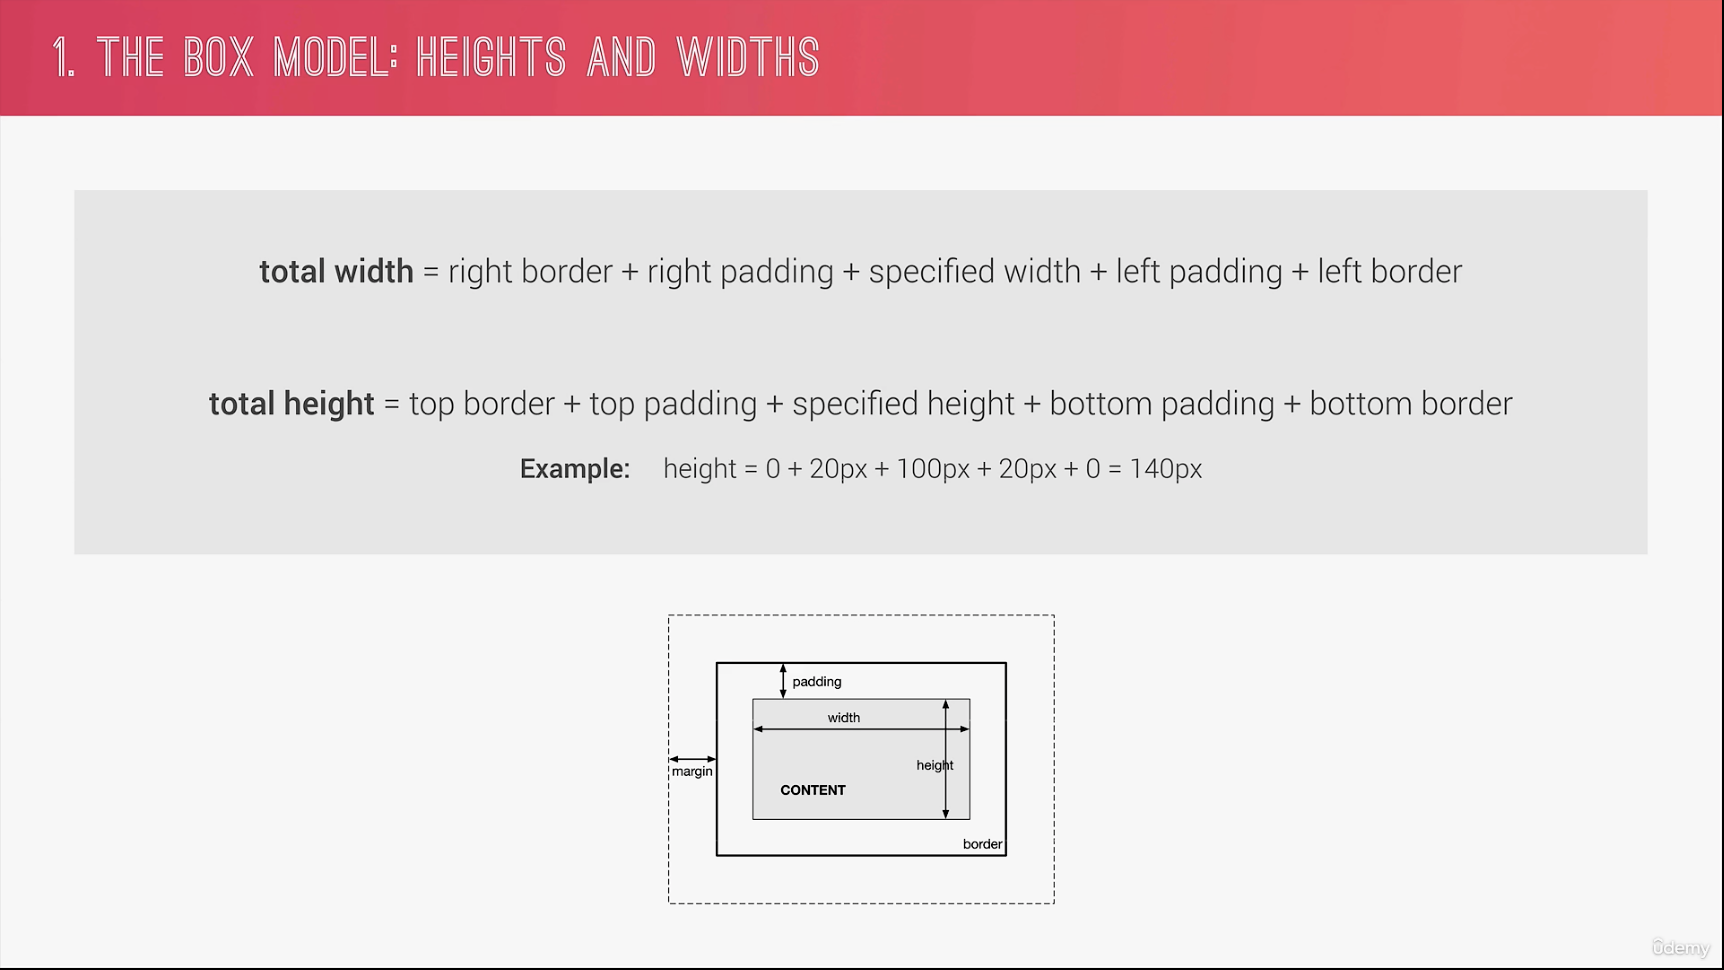 1. THE BOX MODEL: HEIGHTS AND WIDTHS
total width = right border + right padding + specified width + left padding + left border
total height = top border + top padding + specified height + bottom padding + bottom border
Example: height = 0 + 20px + 100px + 20px + 0 = 140px
padding
width
height
margin
CONTENT
border
ûdemy